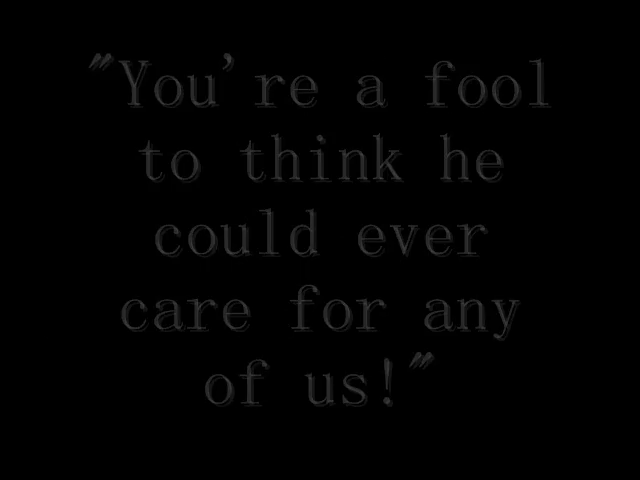 "You're a fool
to think he
could ever
care for any
of us!"